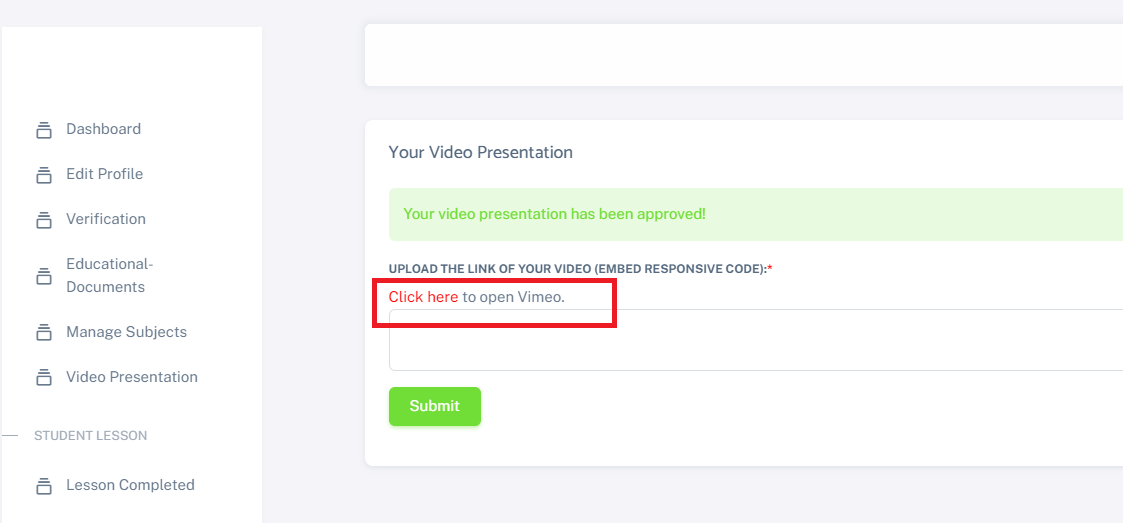 Dashboard
Edit Profile
Verification
Educational-
Documents
Manage Subjects
Video Presentation
STUDENT LESSON
Lesson Completed
Your Video Presentation
Your video presentation has been approved!
UPLOAD THE LINK OF YOUR VIDEO (EMBED RESPONSIVE CODE):*
Click here to open Vimeo.
Submit